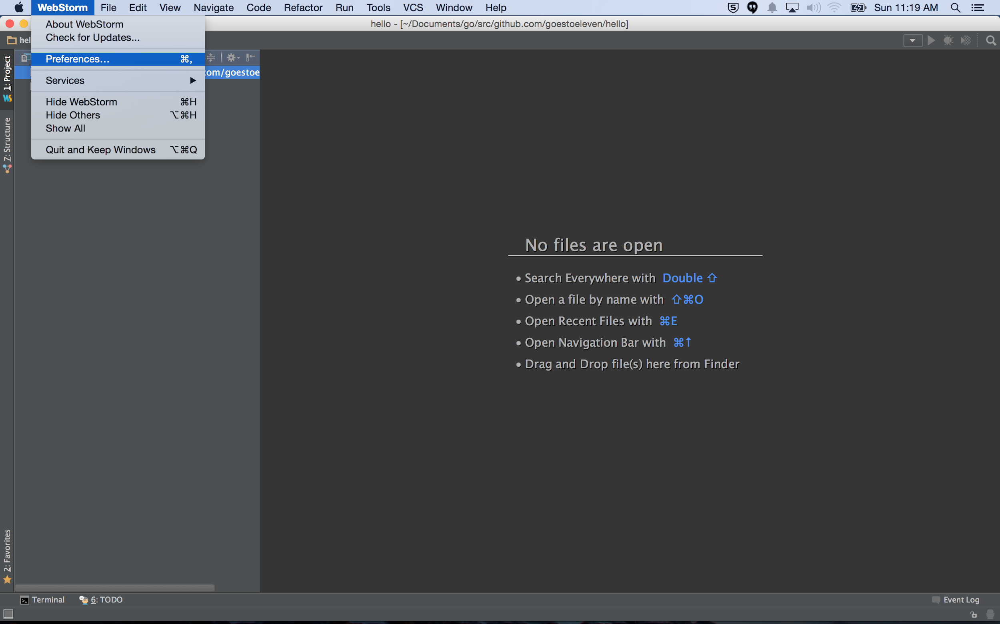 WebStorm File Edit View Navigate Code Refactor Run Tools VCS Window Help Sun 11:19 AM
hello - [~/Documents/go/src/github.com/goestoeleven/hello]
About WebStorm
Check for Updates...
hel
Preferences... ⌘,
com/goestoe
Services ▶
Hide WebStorm ⌘H
Hide Others ⌥⌘H
Show All
Quit and Keep Windows ⌥⌘Q
1: Project
WS
7: Structure
2: Favorites
No files are open
• Search Everywhere with Double ⇧
• Open a file by name with ⇧⌘O
• Open Recent Files with ⌘E
• Open Navigation Bar with ⌘↑
• Drag and Drop file(s) here from Finder
Terminal 6: TODO Event Log